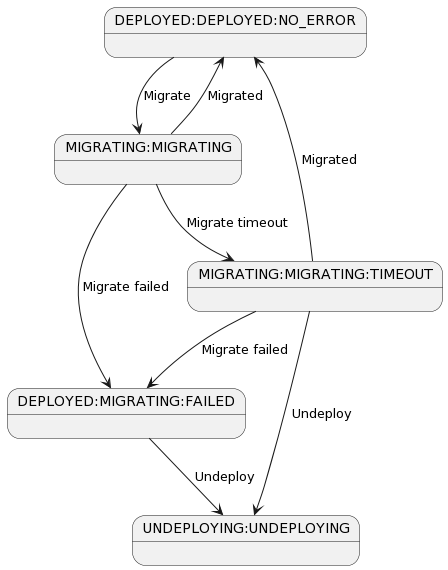 DEPLOYED:DEPLOYED:NO_ERROR
Migrate
Migrated
MIGRATING:MIGRATING
Migrated
Migrate timeout
MIGRATING:MIGRATING:TIMEOUT
Migrate failed
Migrate failed
DEPLOYED:MIGRATING:FAILED
Undeploy
Undeploy
UNDEPLOYING:UNDEPLOYING